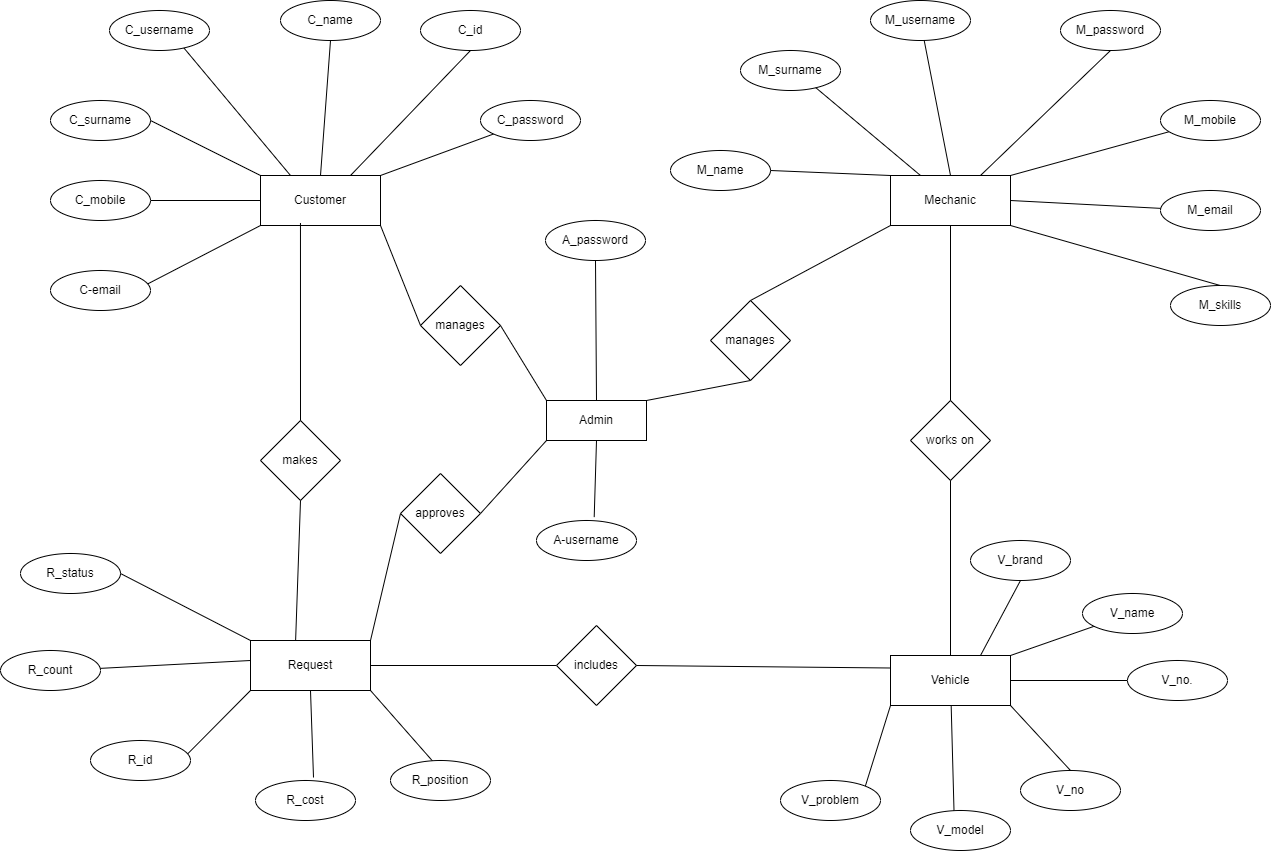 C_name
C_username
C_id
M_username
M_password
M_surname
C_surname
C_password
M_mobile
M_name
C_mobile
Customer
Mechanic
M_email
A_password
C-email
M_skills
manages
manages
Admin
works on
makes
approves
A-username
V_brand
R_status
V_name
Request
includes
R_count
Vehicle
V_no.
R_id
R_position
V_no
R_cost
V_problem
V_model